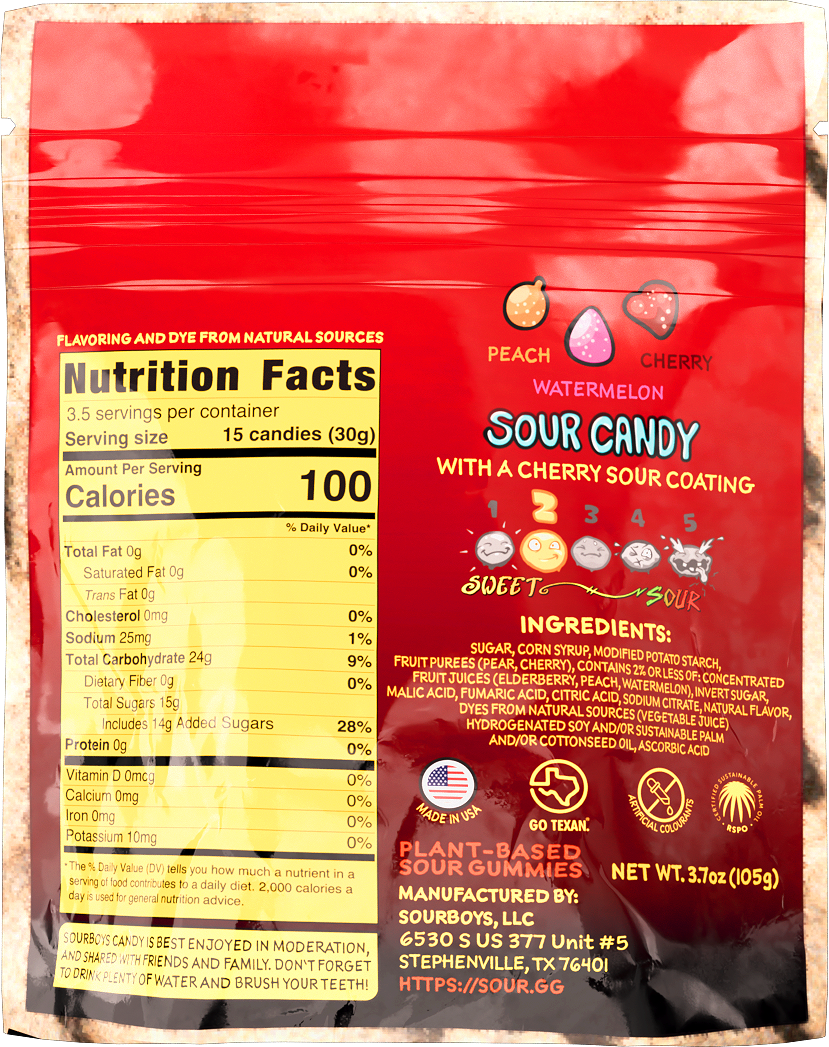 FLAVORING AND DYE FROM NATURAL SOURCES
Nutrition Facts
3.5 servings per container
Serving size 15 candies (30g)
Amount Per Serving
Calories 100
% Daily Value*
Total Fat 0g 0%
Saturated Fat 0g 0%
Trans Fat 0g
Cholesterol 0mg 0%
Sodium 25mg 1%
Total Carbohydrate 24g 9%
Dietary Fiber 0g 0%
Total Sugars 15g
Includes 14g Added Sugars 28%
Protein 0g 0%
Vitamin D 0mcg 0%
Calcium 0mg 0%
Iron 0mg 0%
Potassium 10mg 0%
*The % Daily Value (DV) tells you how much a nutrient in a
serving of food contributes to a daily diet. 2,000 calories a
day is used for general nutrition advice.
SOURBOYS CANDY IS BEST ENJOYED IN MODERATION,
AND SHARED WITH FRIENDS AND FAMILY. DON'T FORGET
TO DRINK PLENTY OF WATER AND BRUSH YOUR TEETH!
PEACH
CHERRY
WATERMELON
SOUR CANDY
WITH A CHERRY SOUR COATING
1 2 3 4 5
SWEET SOUR
INGREDIENTS:
SUGAR, CORN SYRUP, MODIFIED POTATO STARCH,
FRUIT PUREES (PEAR, CHERRY), CONTAINS 2% OR LESS OF: CONCENTRATED
FRUIT JUICES (ELDERBERRY, PEACH, WATERMELON), INVERT SUGAR,
MALIC ACID, FUMARIC ACID, CITRIC ACID, SODIUM CITRATE, NATURAL FLAVOR,
DYES FROM NATURAL SOURCES (VEGETABLE JUICE)
HYDROGENATED SOY AND/OR SUSTAINABLE PALM
AND/OR COTTONSEED OIL, ASCORBIC ACID
MADE IN USA
GO TEXAN.
ARTIFICIAL COLOURANTS
CERTIFIED SUSTAINABLE PALM OIL
RSPO
PLANT-BASED
SOUR GUMMIES
NET WT. 3.7oz (105g)
MANUFACTURED BY:
SOURBOYS, LLC
6530 S US 377 Unit #5
STEPHENVILLE, TX 76401
HTTPS://SOUR.GG